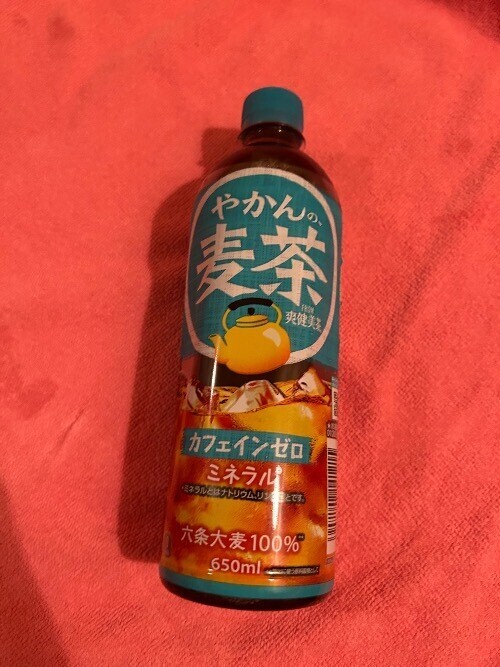 やかんの、
麦茶
FROM
爽健美茶
カフェインゼロ
ミネラル
六条大麦100%
650ml